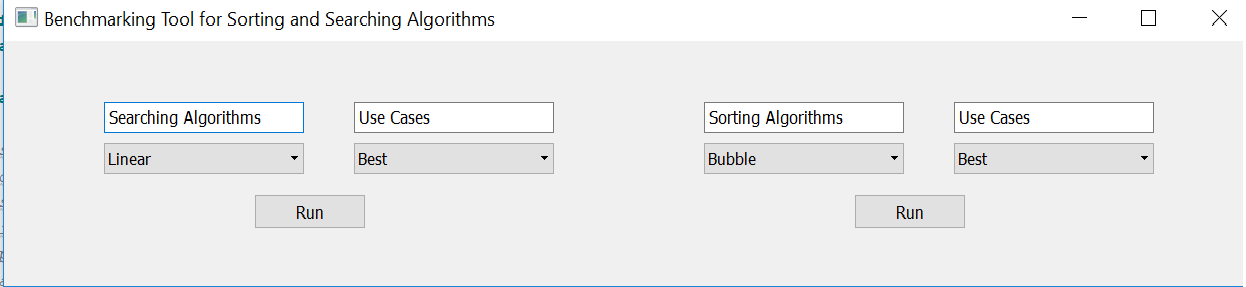 Benchmarking Tool for Sorting and Searching Algorithms
Searching Algorithms
Use Cases
Sorting Algorithms
Use Cases
Linear
Best
Bubble
Best
Run
Run